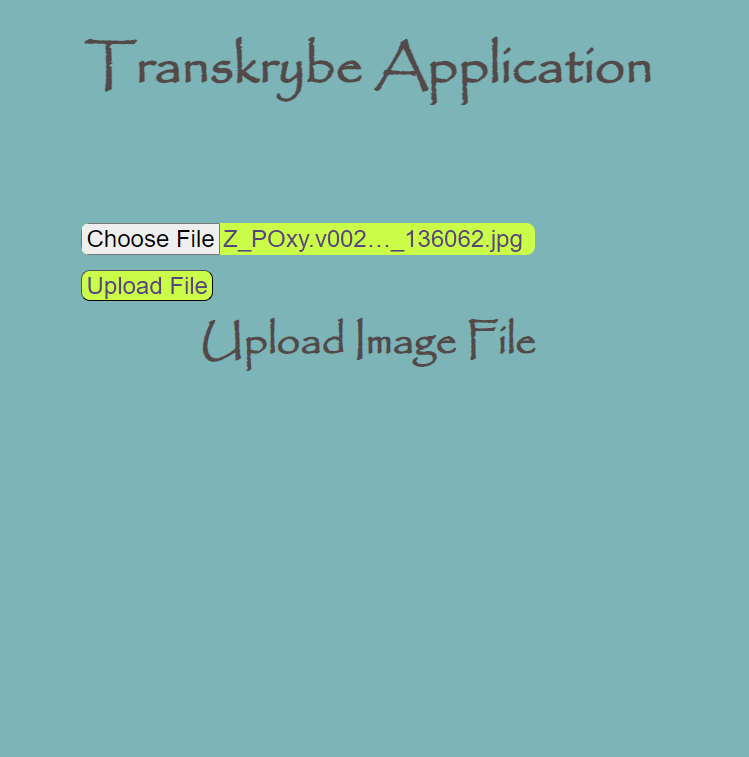 Transkrybe Application
Choose File Z_POxy.v002…_136062.jpg
Upload File
Upload Image File